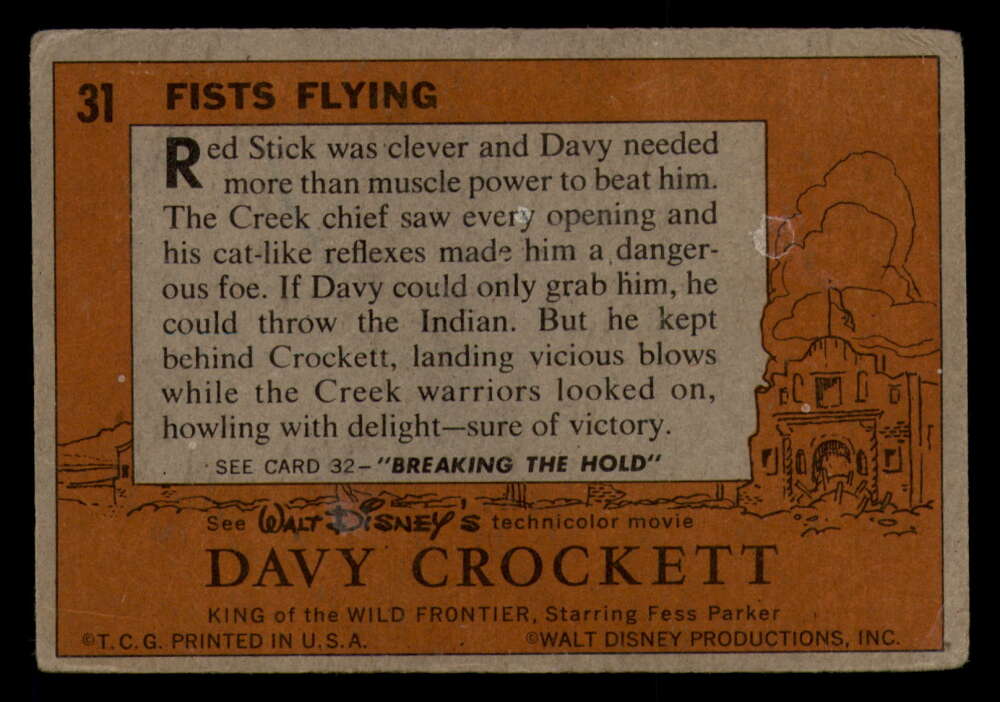 31 FISTS FLYING
Red Stick was clever and Davy needed
more than muscle power to beat him.
The Creek chief saw every opening and
his cat-like reflexes made him a danger-
ous foe. If Davy could only grab him, he
could throw the Indian. But he kept
behind Crockett, landing vicious blows
while the Creek warriors looked on,
howling with delight—sure of victory.
SEE CARD 32—"BREAKING THE HOLD"
See WALT DISNEY'S technicolor movie
DAVY CROCKETT
KING of the WILD FRONTIER, Starring Fess Parker
©T.C.G. PRINTED IN U.S.A. ©WALT DISNEY PRODUCTIONS, INC.